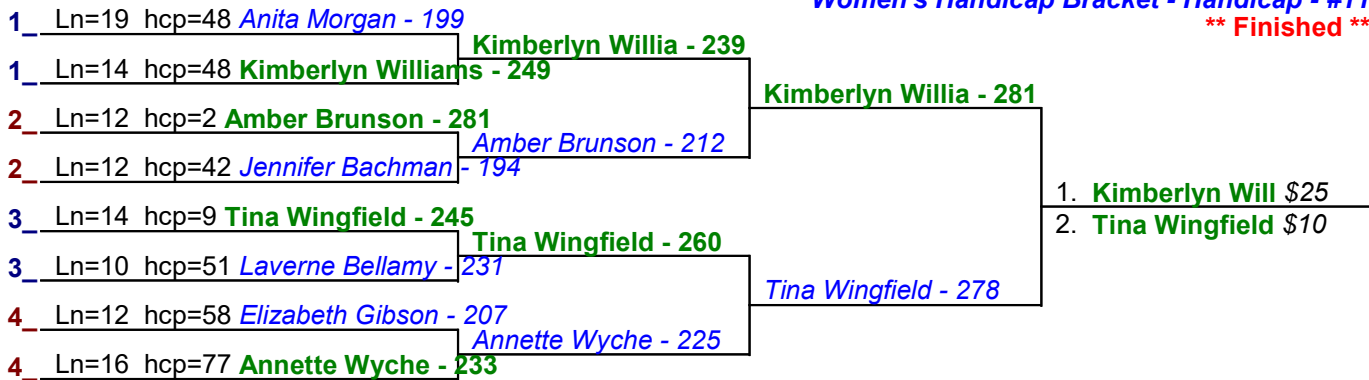 Women's Handicap Bracket - Handicap - #11
** Finished **
1_ Ln=19 hcp=48 Anita Morgan - 199
Kimberlyn Willia - 239
1_ Ln=14 hcp=48 Kimberlyn Williams - 249
Kimberlyn Willia - 281
2_ Ln=12 hcp=2 Amber Brunson - 281
Amber Brunson - 212
2_ Ln=12 hcp=42 Jennifer Bachman - 194
1. Kimberlyn Will $25
2. Tina Wingfield $10
3_ Ln=14 hcp=9 Tina Wingfield - 245
Tina Wingfield - 260
3_ Ln=10 hcp=51 Laverne Bellamy - 231
Tina Wingfield - 278
4_ Ln=12 hcp=58 Elizabeth Gibson - 207
Annette Wyche - 225
4_ Ln=16 hcp=77 Annette Wyche - 233